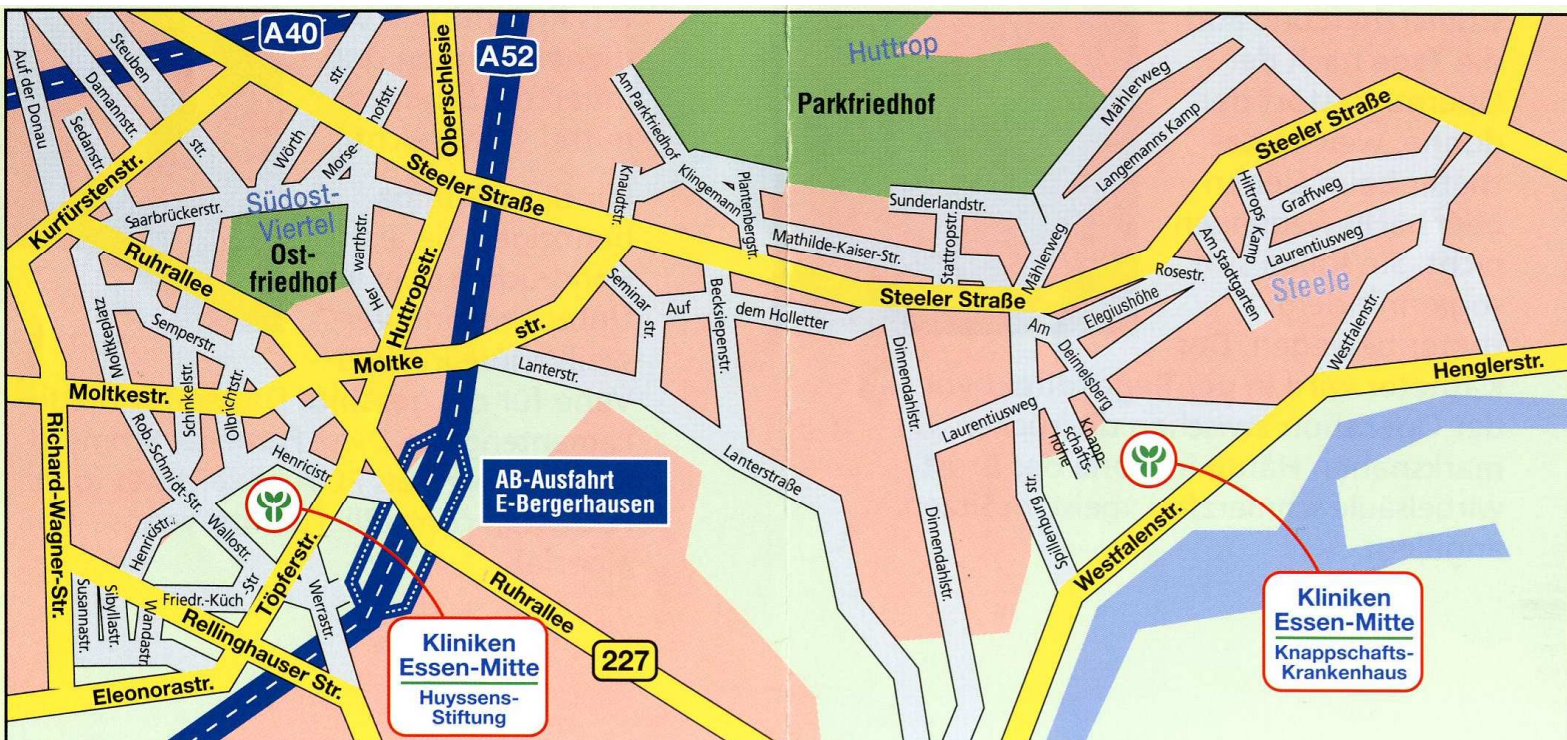 A40
A52
Auf der Donau
Steuben
str.
Damannstr.
Sedanstr.
Wörth
str.
Morse-
hofstr.
Oberschlesie
Kurfürstenstr.
Saarbrückerstr.
Südost-
Viertel
Ost-
friedhof
Her
warthstr.
Huttropstr.
Steeler Straße
Ruhrallee
Moltkeplatz
Semperstr.
Schinkelstr.
Olbrichtstr.
Moltkestr.
Moltke
str.
Richard-Wagner-Str.
Rob.-Schmidt-Str.
Henricistr.
Henricistr.
Wallostr.
Töpferstr.
Friedr.-Küch
Str
Werrastr.
Susannastr.
Sibyllastr.
Wandastr.
Rellinghauser Str.
Eleonorastr.
Kliniken
Essen-Mitte
Huyssens-
Stiftung
AB-Ausfahrt
E-Bergerhausen
Ruhrallee
227
Am Parkfriedhof
Knaudtstr.
Klingemann
Plantenbergstr.
Mathilde-Kaiser-Str.
Seminar
str.
Auf
dem Holletter
Becksiepenstr.
Lanterstr.
Lanterstraße
Huttrop
Parkfriedhof
Sunderlandstr.
Stattropstr.
Mählerweg
Mählerweg
Langemanns Kamp
Steeler Straße
Steeler Straße
Hiltrops Kamp
Graffweg
Laurentiusweg
Rosestr.
Am Stadtgarten
Steele
Elegiushöhe
Am
Deimelsberg
Dinnendahlstr.
Dinnendahlstr.
Laurentiusweg
Knapp-
schafts-
höhe
Spillenburg str.
Westfalenstr.
Westfalenstr.
Henglerstr.
Kliniken
Essen-Mitte
Knappschafts-
Krankenhaus